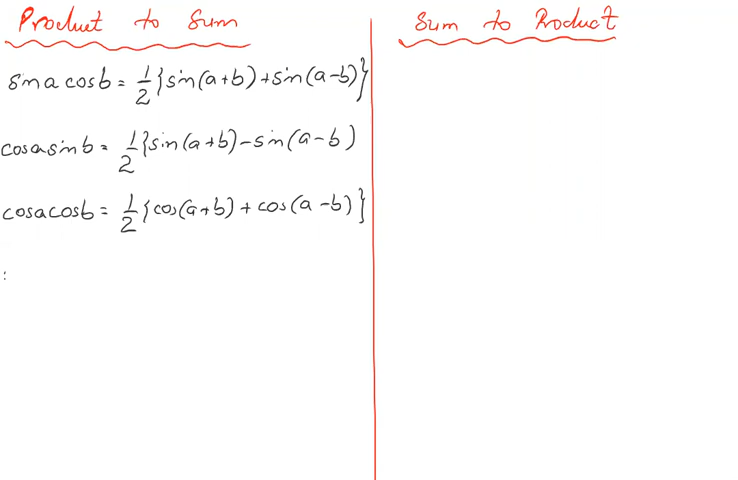 Product to Sum
sin a cos b = 1/2 {sin(a+b) + sin(a-b)}
cos a sin b = 1/2 {sin(a+b) - sin(a-b)
cos a cos b = 1/2 {cos(a+b) + cos(a-b)}
:
Sum to Product